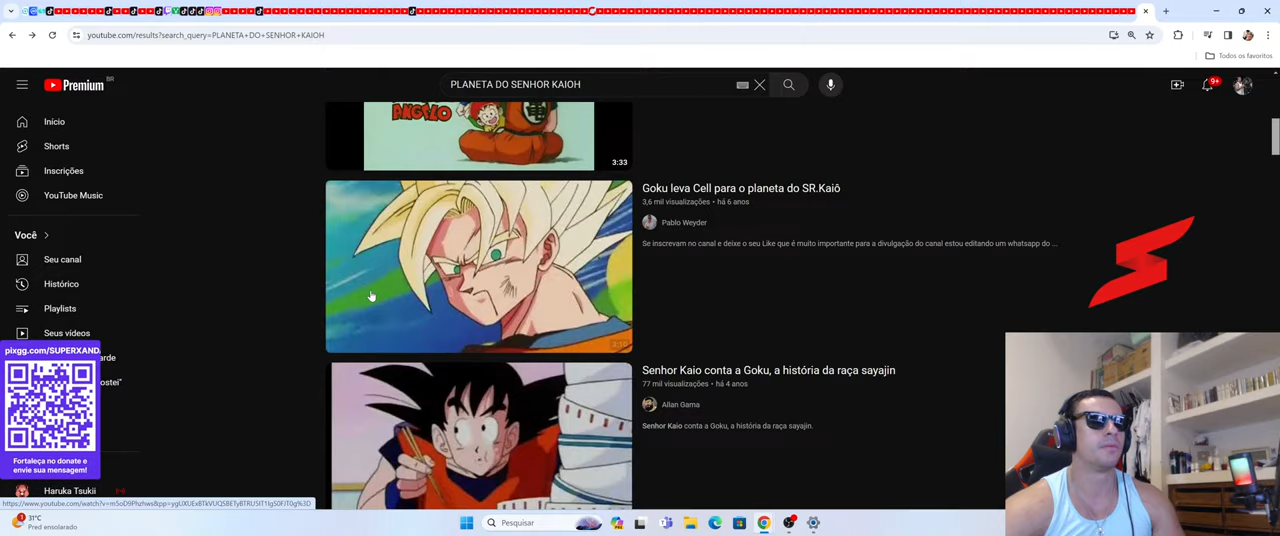 youtube.com/results?search_query=PLANETA+DO+SENHOR+KAIOH
Todos os favoritos
Premium BR
PLANETA DO SENHOR KAIOH
9+
Início
Shorts
Inscrições
YouTube Music
Você
Seu canal
Histórico
Playlists
Seus vídeos
arde
ostei"
Haruka Tsukii
ANGELO
3:33
Goku leva Cell para o planeta do SR.Kaiô
3,6 mil visualizações • há 6 anos
Pablo Weyder
Se inscrevam no canal e deixe o seu Like que é muito importante para a divulgação do canal estou editando um whatsapp do ...
Senhor Kaio conta a Goku, a história da raça sayajin
77 mil visualizações • há 4 anos
Allan Gama
Senhor Kaio conta a Goku, a história da raça sayajin.
pixgg.com/SUPERXAND
Fortaleça no donate e
envie sua mensagem!
31°C
Pred ensolarado
Pesquisar